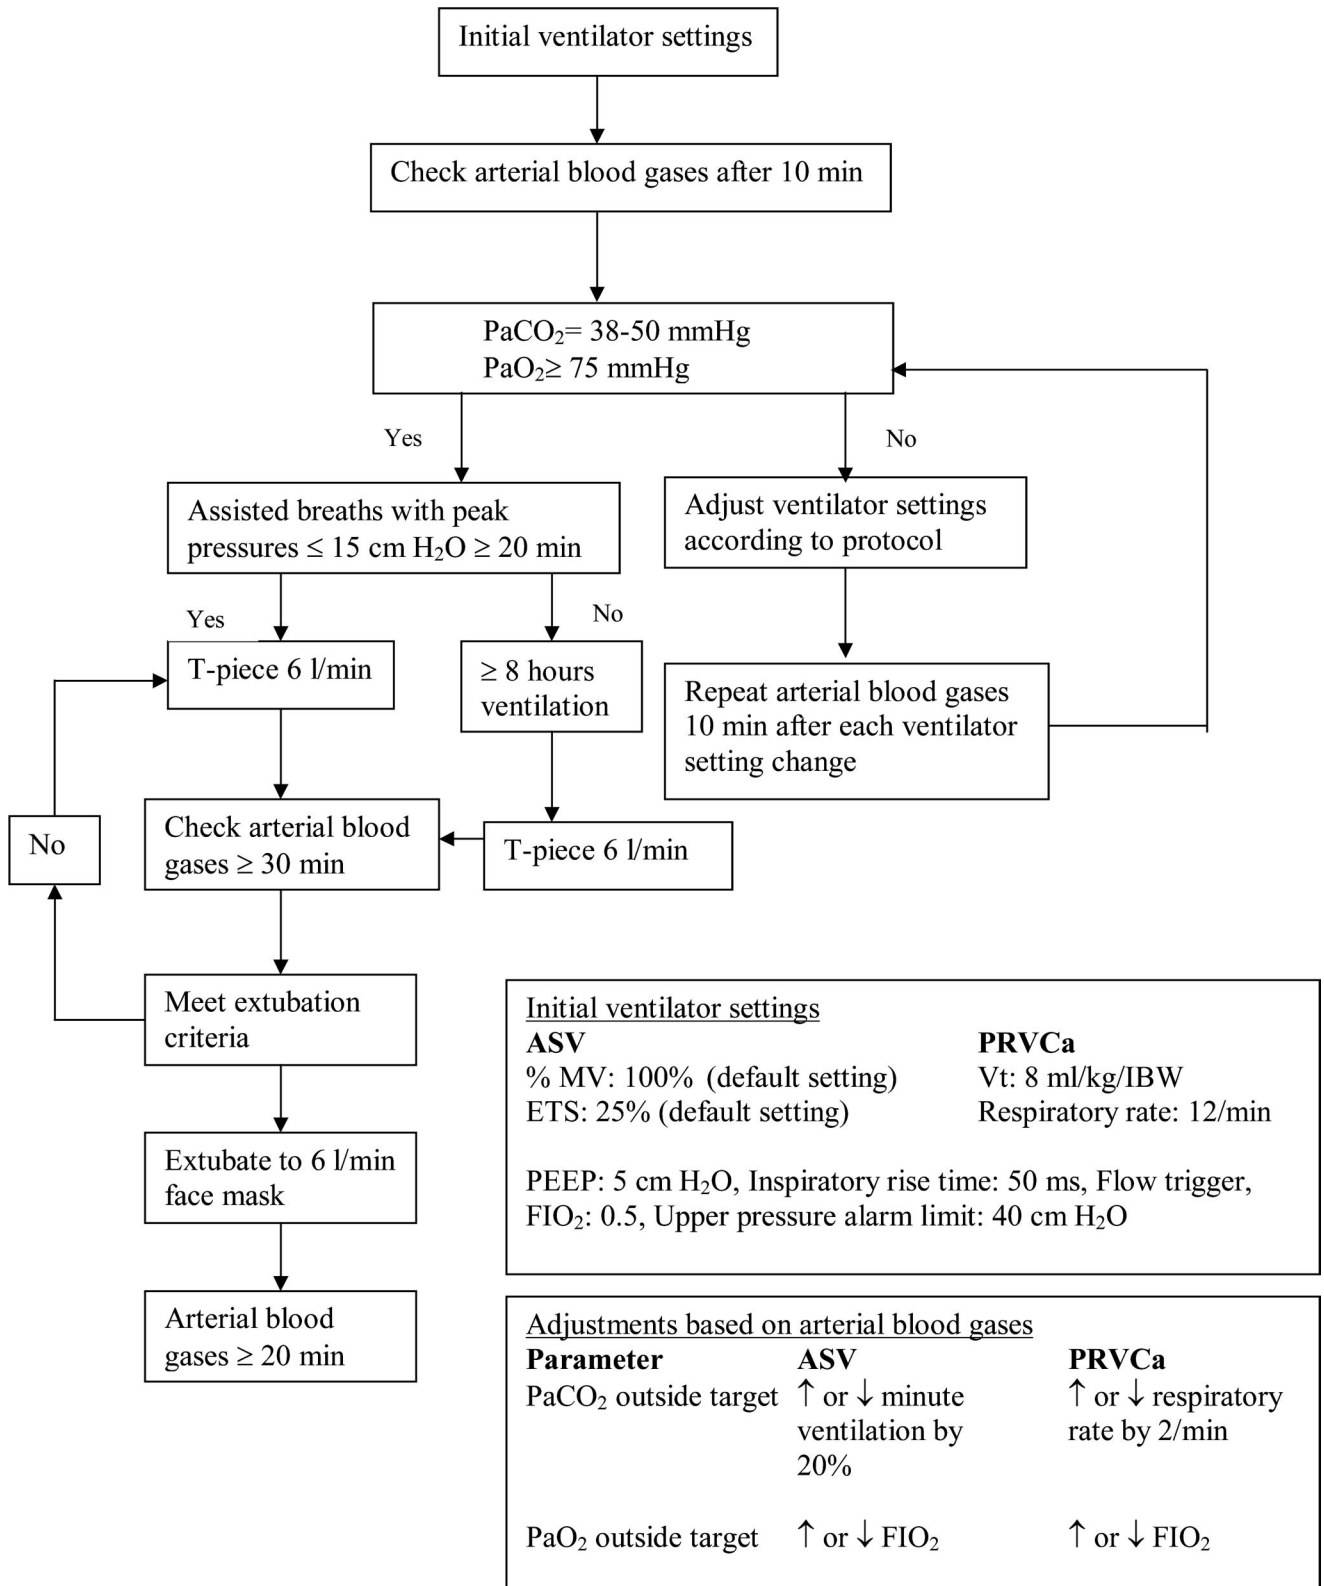 Initial ventilator settings
Check arterial blood gases after 10 min
PaCO₂= 38-50 mmHg
PaO₂≥ 75 mmHg
Yes
No
Assisted breaths with peak
pressures ≤ 15 cm H₂O ≥ 20 min
Adjust ventilator settings
according to protocol
Yes
No
T-piece 6 l/min
≥ 8 hours
ventilation
Repeat arterial blood gases
10 min after each ventilator
setting change
No
Check arterial blood
gases ≥ 30 min
T-piece 6 l/min
Meet extubation
criteria
Extubate to 6 l/min
face mask
Arterial blood
gases ≥ 20 min
Initial ventilator settings
ASV PRVCa
% MV: 100% (default setting) Vt: 8 ml/kg/IBW
ETS: 25% (default setting) Respiratory rate: 12/min
PEEP: 5 cm H₂O, Inspiratory rise time: 50 ms, Flow trigger,
FIO₂: 0.5, Upper pressure alarm limit: 40 cm H₂O
Adjustments based on arterial blood gases
Parameter ASV PRVCa
PaCO₂ outside target ↑ or ↓ minute ↑ or ↓ respiratory
ventilation by rate by 2/min
20%
PaO₂ outside target ↑ or ↓ FIO₂ ↑ or ↓ FIO₂